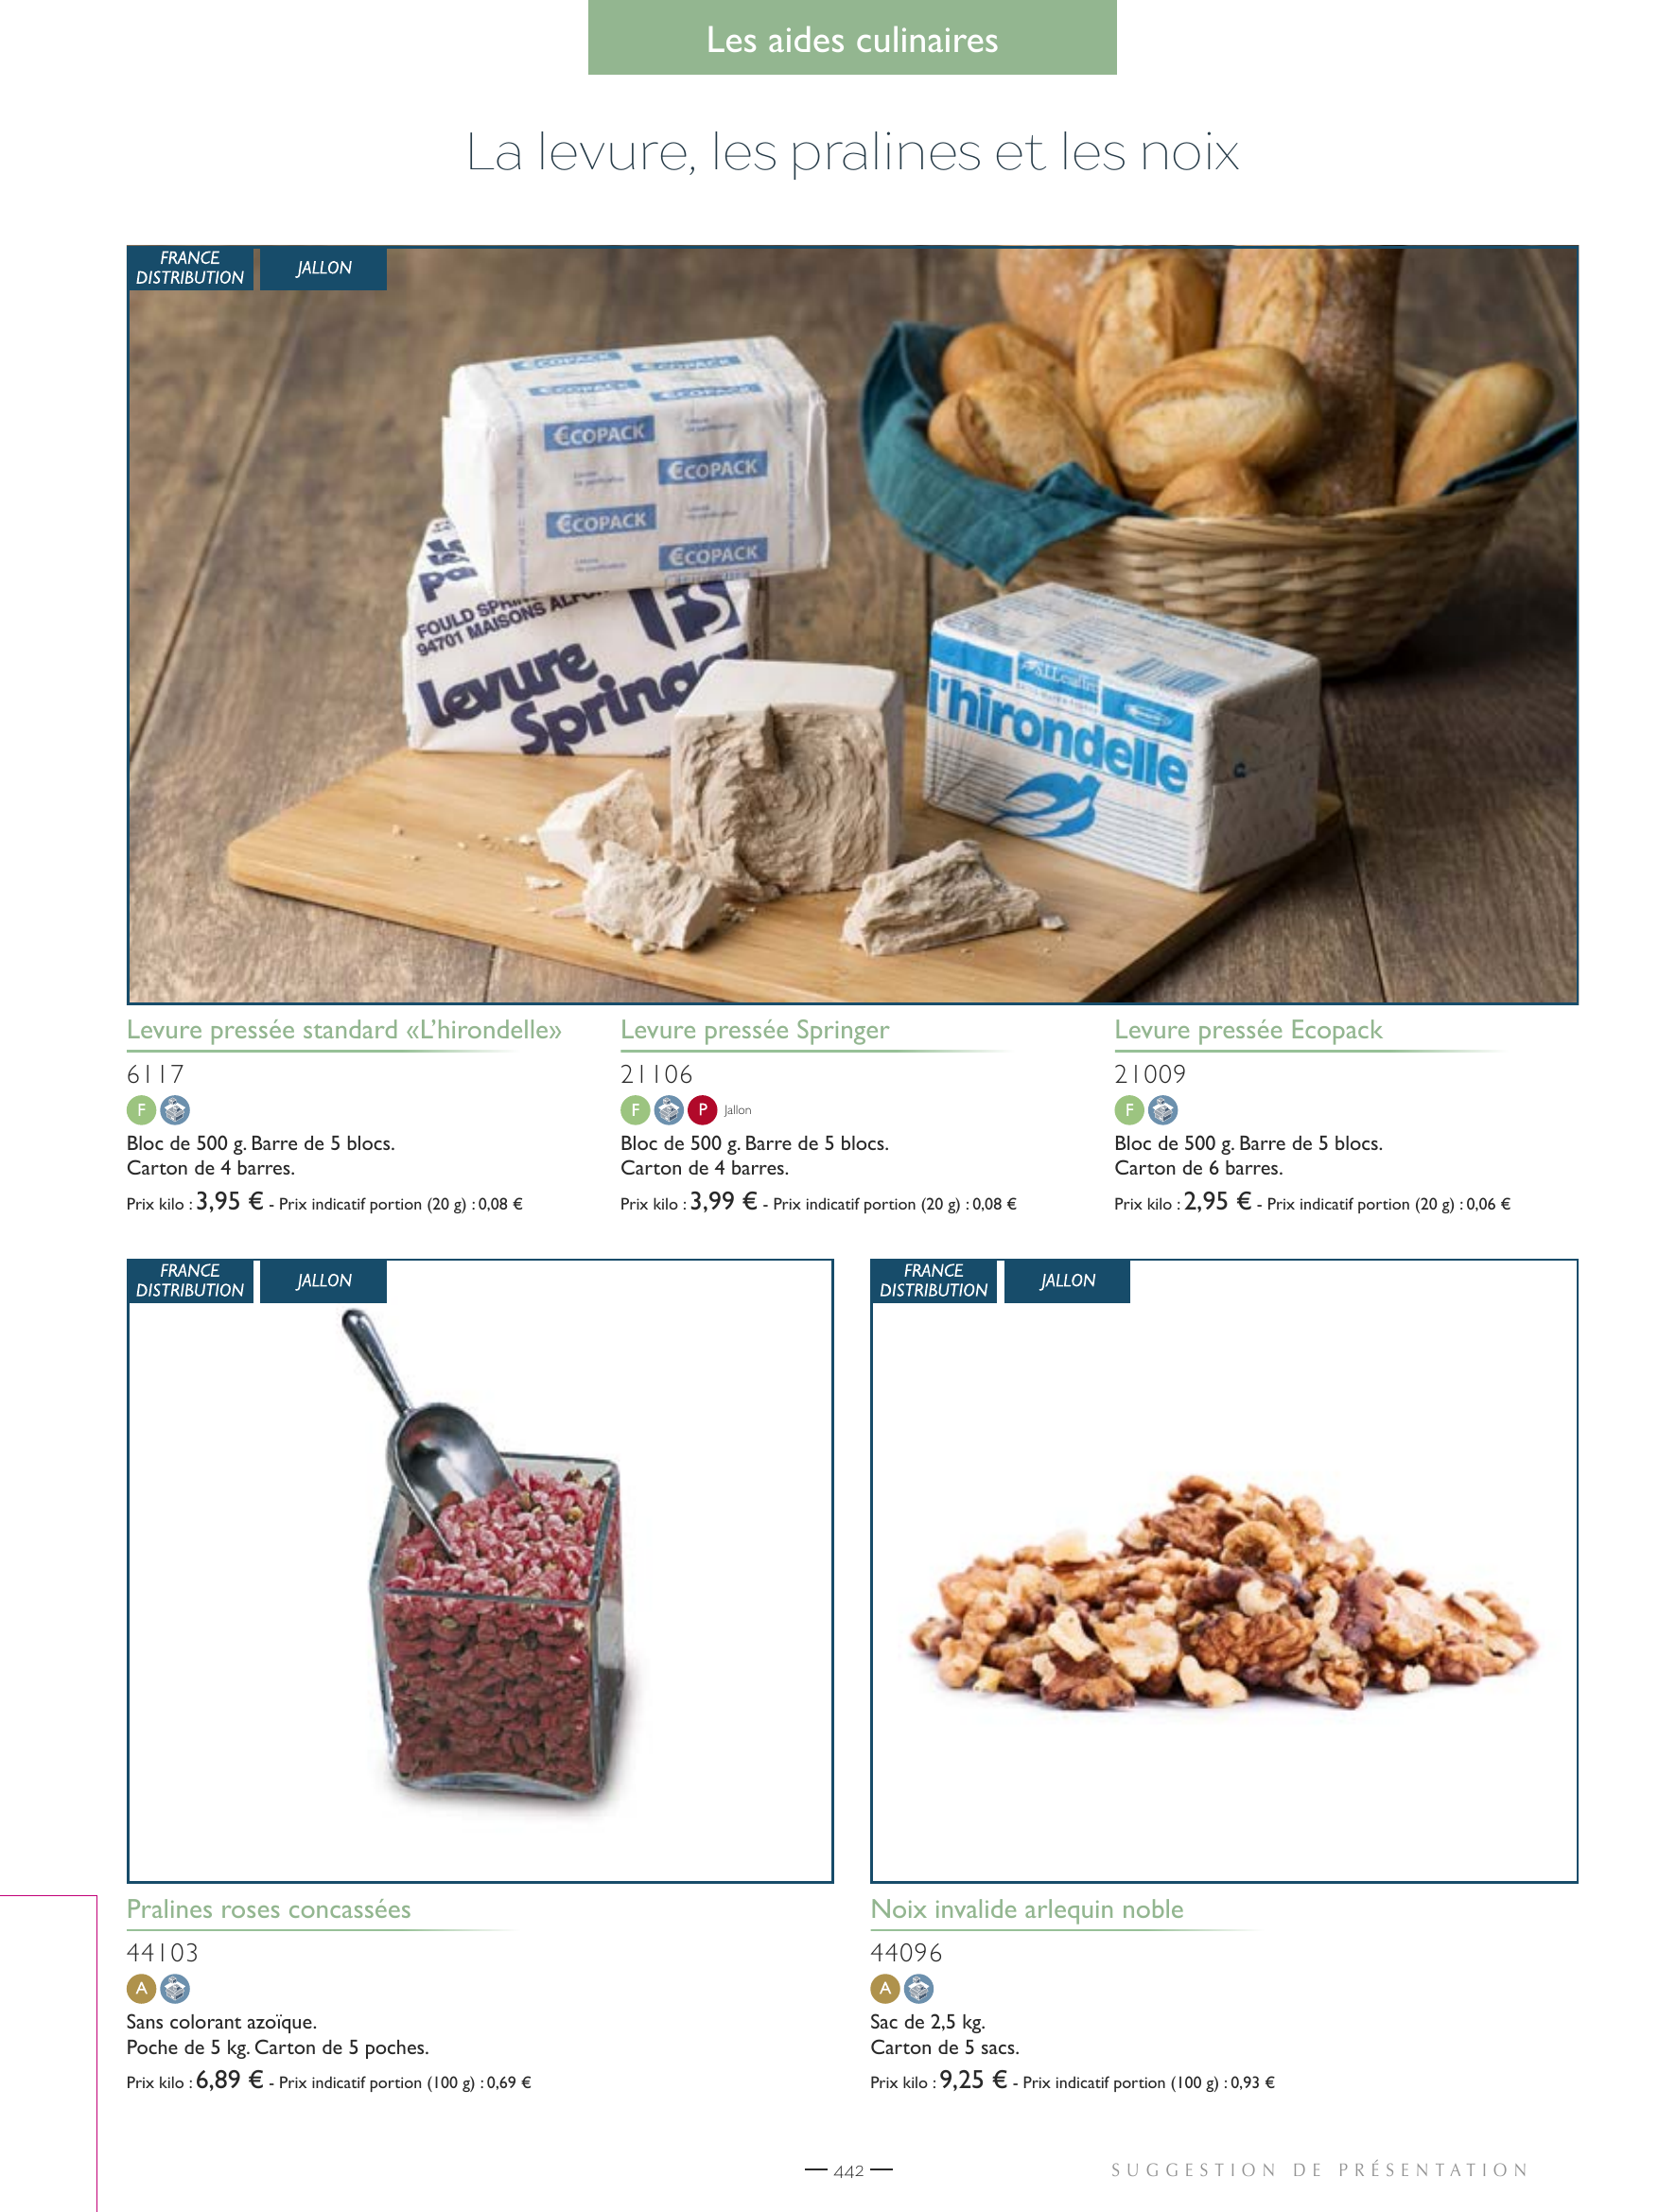 Les aides culinaires
La levure, les pralines et les noix
FRANCE
DISTRIBUTION
JALLON
ECOPACK
ECOPACK
ECOPACK
ECOPACK
€COPACK
€COPACK
€COPACK
€COPACK
FOULD
94701 MAISONS
FS
levure
l'hirondelle
Levure pressée standard «L'hirondelle»
6117
F
Bloc de 500 g. Barre de 5 blocs.
Carton de 4 barres.
Prix kilo : 3,95 € - Prix indicatif portion (20 g) : 0,08 €
Levure pressée Springer
21106
F P Jallon
Bloc de 500 g. Barre de 5 blocs.
Carton de 4 barres.
Prix kilo : 3,99 € - Prix indicatif portion (20 g) : 0,08 €
Levure pressée Ecopack
21009
F
Bloc de 500 g. Barre de 5 blocs.
Carton de 6 barres.
Prix kilo : 2,95 € - Prix indicatif portion (20 g) : 0,06 €
FRANCE
DISTRIBUTION
JALLON
Pralines roses concassées
44103
A
Sans colorant azoïque.
Poche de 5 kg. Carton de 5 poches.
Prix kilo : 6,89 € - Prix indicatif portion (100 g) : 0,69 €
FRANCE
DISTRIBUTION
JALLON
Noix invalide arlequin noble
44096
A
Sac de 2,5 kg.
Carton de 5 sacs.
Prix kilo : 9,25 € - Prix indicatif portion (100 g) : 0,93 €
442
SUGGESTION DE PRÉSENTATION